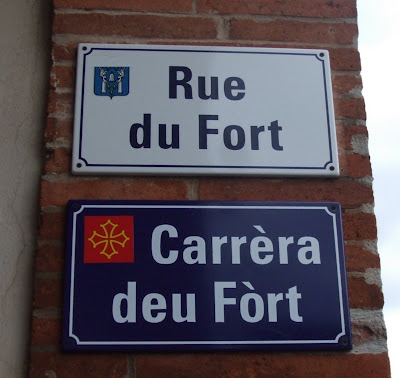 Rue
du Fort
Carrèra
deu Fòrt